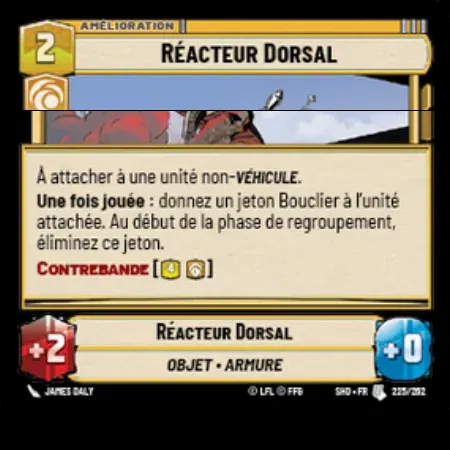 AMÉLIORATION
2
RÉACTEUR DORSAL
À attacher à une unité non-VÉHICULE.
Une fois jouée : donnez un jeton Bouclier à l'unité
attachée. Au début de la phase de regroupement,
éliminez ce jeton.
CONTREBANDE [4]
+2
RÉACTEUR DORSAL
+0
OBJET • ARMURE
JAMES DALY
© LFL © FFG
SHD • FR
225/262